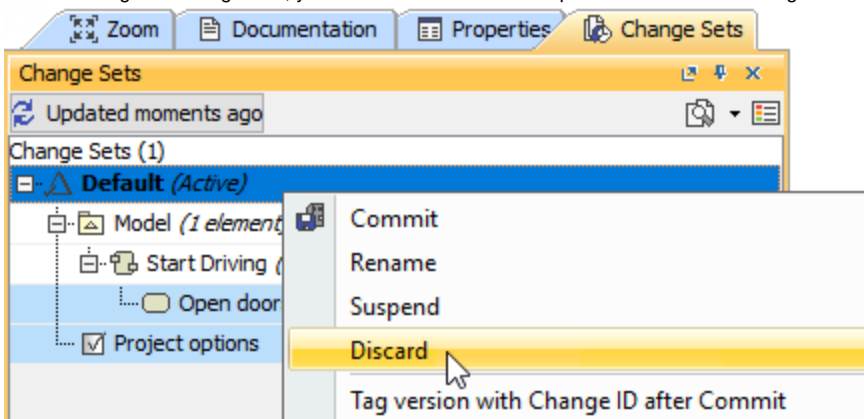 Zoom Documentation Properties Change Sets
Change Sets
Updated moments ago
Change Sets (1)
Default (Active)
Model (1 element
Commit
Rename
Start Driving (
Open door
Suspend
Project options
Discard
Tag version with Change ID after Commit